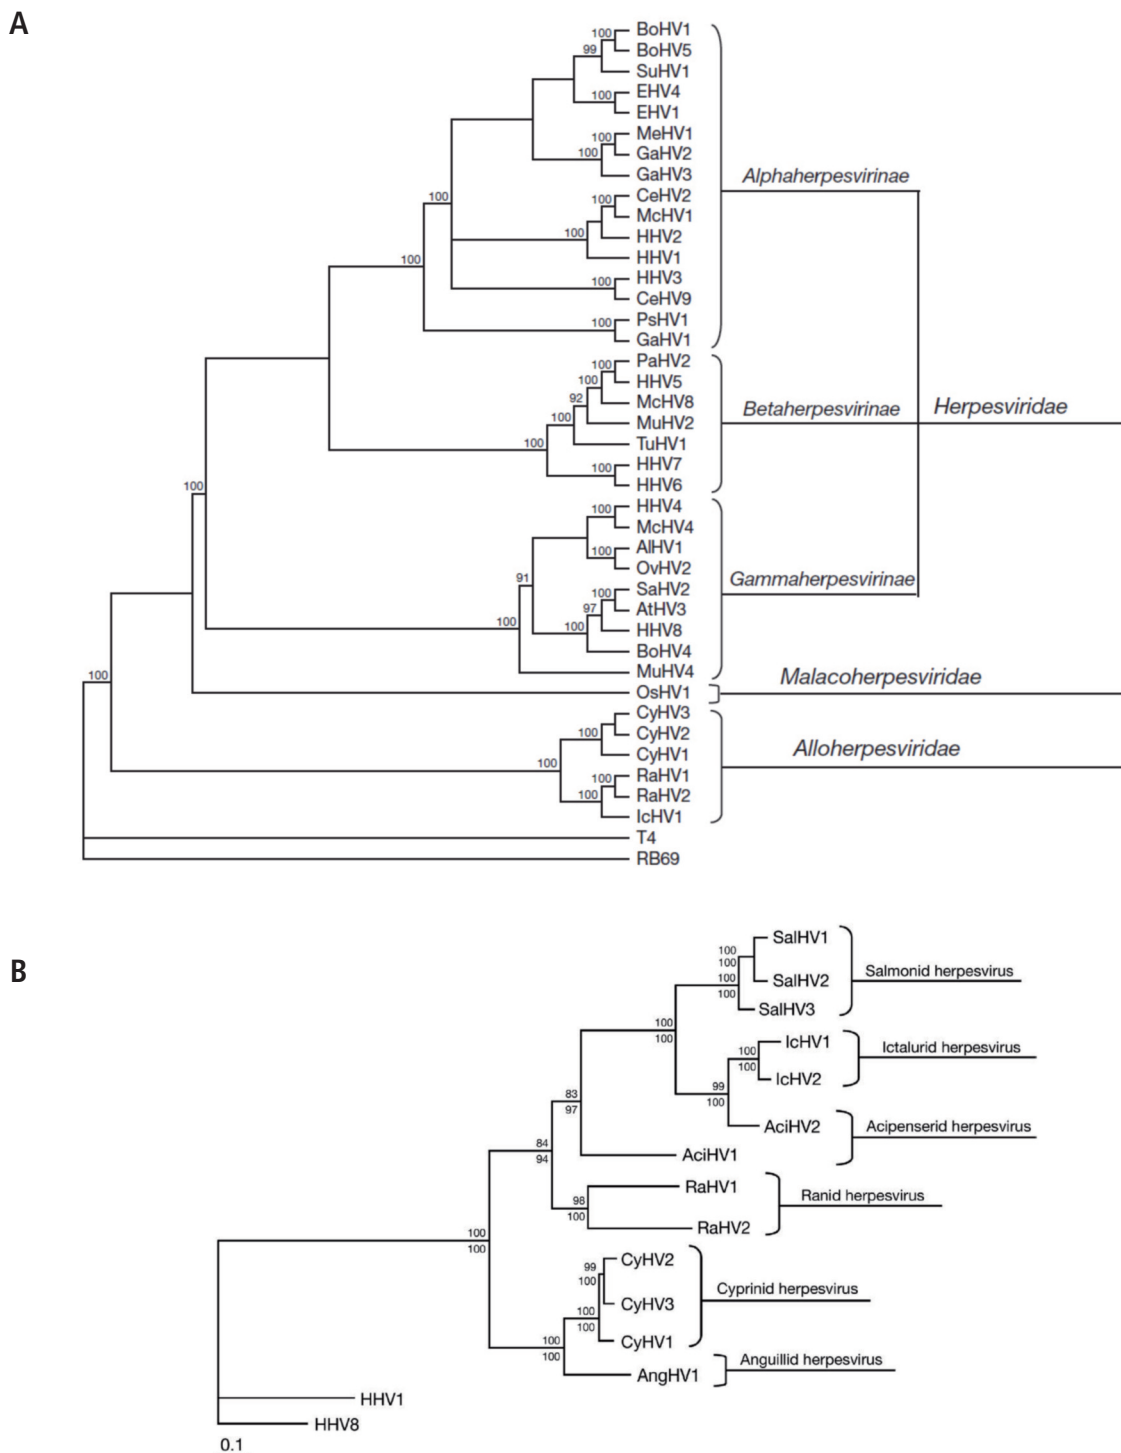 A
100
BoHV1
99
BoHV5
SuHV1
100
EHV4
EHV1
100
MeHV1
100
GaHV2
GaHV3
Alphaherpesvirinae
100
100
CeHV2
McHV1
100
HHV2
HHV1
100
100
HHV3
CeHV9
100
PsHV1
GaHV1
100
PaHV2
100
HHV5
92
McHV8
Betaherpesvirinae
Herpesviridae
100
MuHV2
100
TuHV1
100
HHV7
HHV6
100
100
HHV4
McHV4
100
AlHV1
OvHV2
91
100
SaHV2
Gammaherpesvirinae
97
AtHV3
100
100
HHV8
BoHV4
MuHV4
100
OsHV1
Malacoherpesviridae
CyHV3
100
CyHV2
CyHV1
Alloherpesviridae
100
100
RaHV1
100
RaHV2
IcHV1
T4
RB69
B
SalHV1
100
100
Salmonid herpesvirus
100
SalHV2
100
SalHV3
100
100
IcHV1
100
Ictalurid herpesvirus
100
IcHV2
99
100
AciHV2
Acipenserid herpesvirus
83
97
84
94
AciHV1
RaHV1
98
Ranid herpesvirus
100
RaHV2
100
100
CyHV2
99
100
Cyprinid herpesvirus
CyHV3
100
100
CyHV1
100
100
Anguillid herpesvirus
AngHV1
HHV1
HHV8
0.1